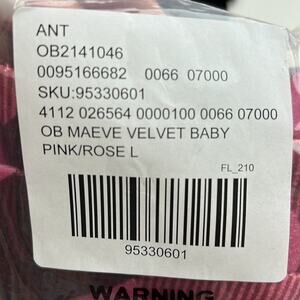 ANT
OB2141046
0095166682 0066 07000
SKU:95330601
4112 026564 0000100 0066 07000
OB MAEVE VELVET BABY
PINK/ROSE L
FL_210
95330601
WARNING